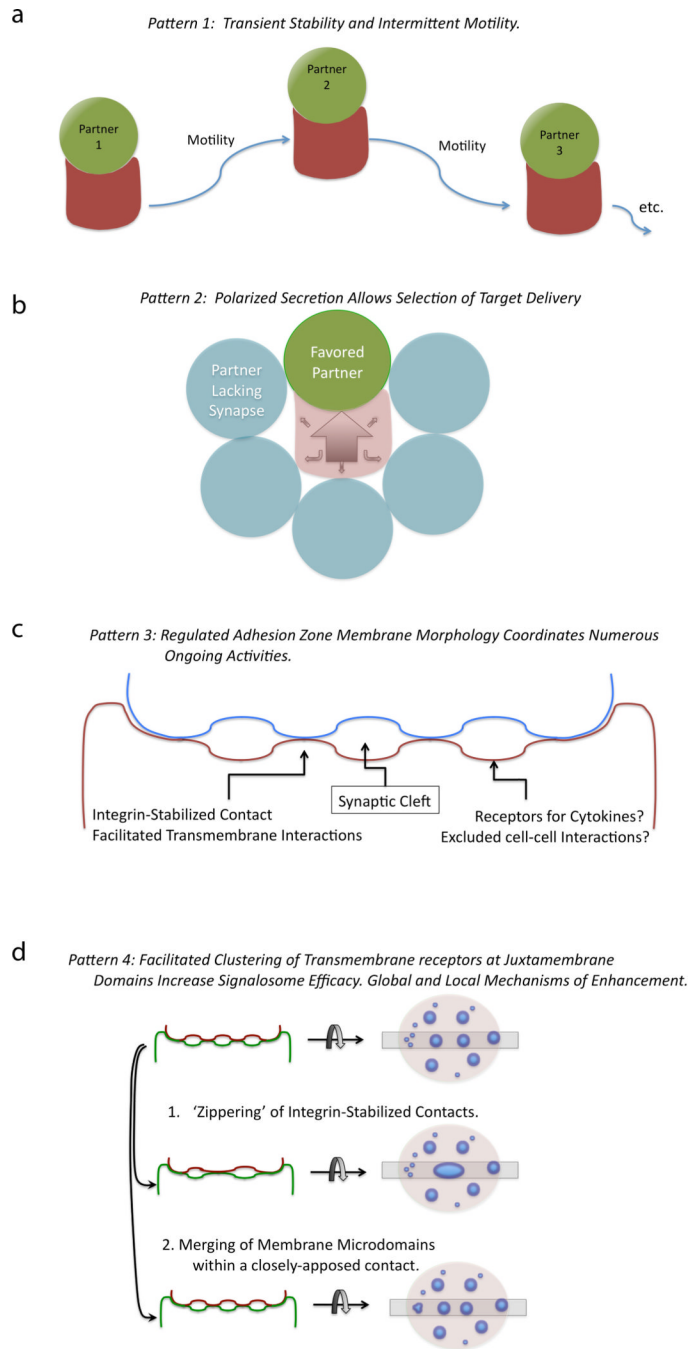 a
Pattern 1: Transient Stability and Intermittent Motility.
Partner
1
Motility
Partner
2
Motility
Partner
3
etc.
b
Pattern 2: Polarized Secretion Allows Selection of Target Delivery
Partner
Lacking
Synapse
Favored
Partner
c
Pattern 3: Regulated Adhesion Zone Membrane Morphology Coordinates Numerous
Ongoing Activities.
Integrin-Stabilized Contact
Facilitated Transmembrane Interactions
Synaptic Cleft
Receptors for Cytokines?
Excluded cell-cell Interactions?
d
Pattern 4: Facilitated Clustering of Transmembrane receptors at Juxtamembrane
Domains Increase Signalosome Efficacy. Global and Local Mechanisms of Enhancement.
1. 'Zippering' of Integrin-Stabilized Contacts.
2. Merging of Membrane Microdomains
within a closely-apposed contact.